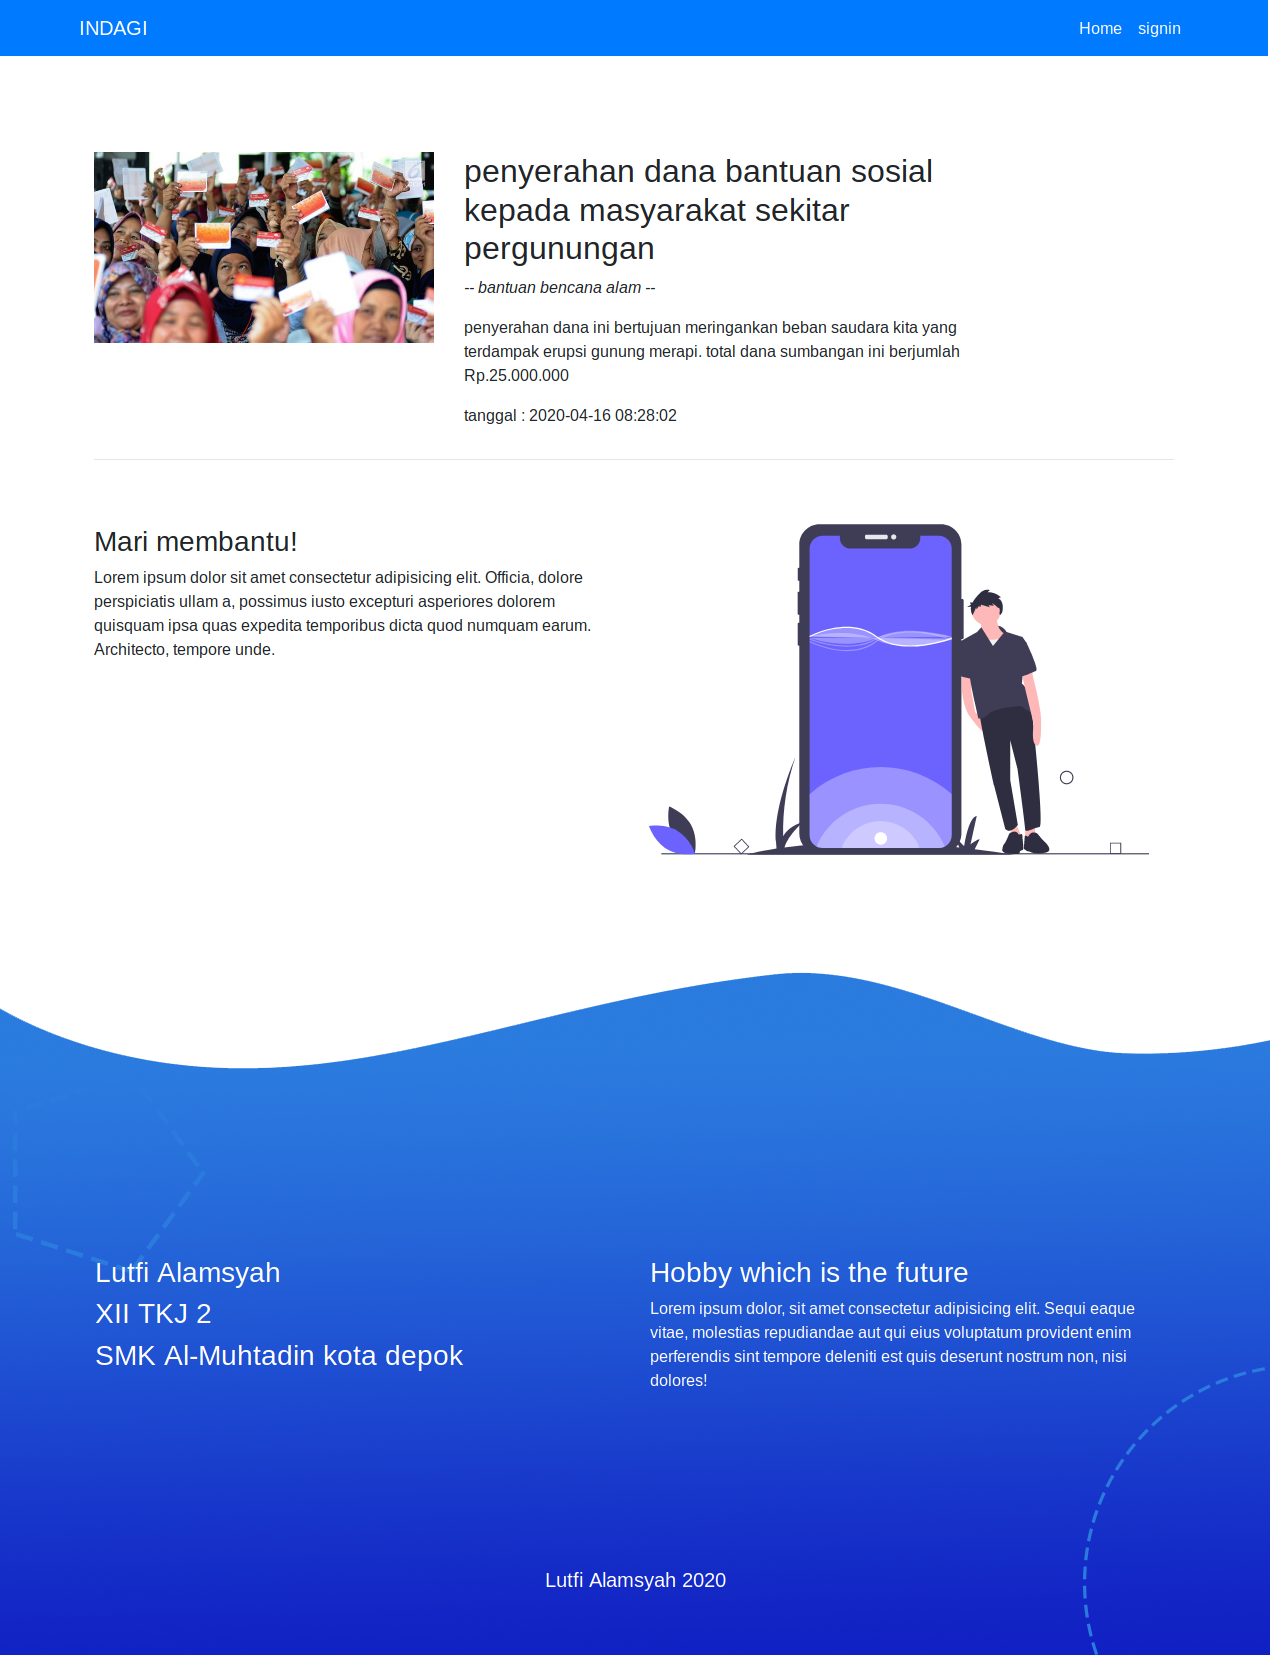 INDAGI
Home signin
penyerahan dana bantuan sosial
kepada masyarakat sekitar
pergunungan
-- bantuan bencana alam --
penyerahan dana ini bertujuan meringankan beban saudara kita yang
terdampak erupsi gunung merapi. total dana sumbangan ini berjumlah
Rp.25.000.000
tanggal : 2020-04-16 08:28:02
Mari membantu!
Lorem ipsum dolor sit amet consectetur adipisicing elit. Officia, dolore
perspiciatis ullam a, possimus iusto excepturi asperiores dolorem
quisquam ipsa quas expedita temporibus dicta quod numquam earum.
Architecto, tempore unde.
Lutfi Alamsyah
XII TKJ 2
SMK Al-Muhtadin kota depok
Hobby which is the future
Lorem ipsum dolor, sit amet consectetur adipisicing elit. Sequi eaque
vitae, molestias repudiandae aut qui eius voluptatum provident enim
perferendis sint tempore deleniti est quis deserunt nostrum non, nisi
dolores!
Lutfi Alamsyah 2020